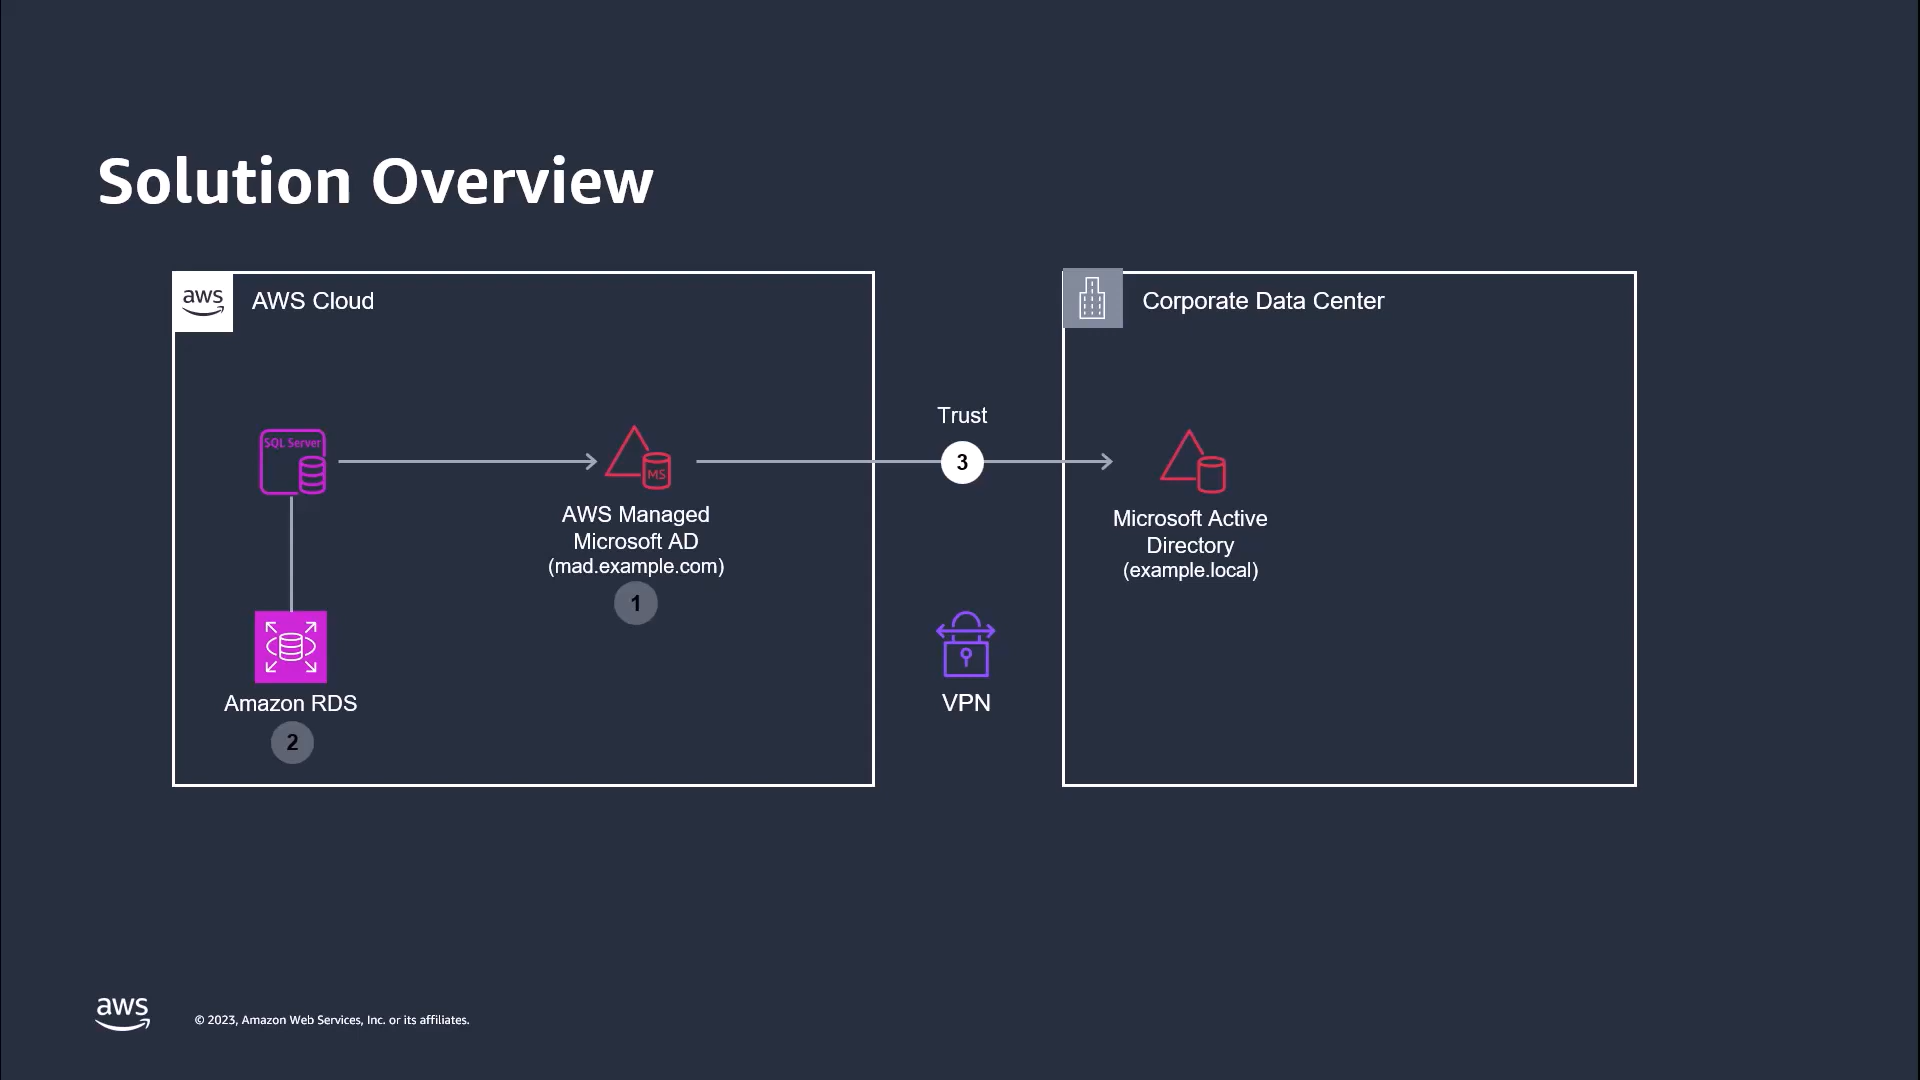 Solution Overview
aws
AWS Cloud
Corporate Data Center
Trust
SQL Server
3
MS
AWS Managed
Microsoft AD
(mad.example.com)
1
Microsoft Active
Directory
(example.local)
Amazon RDS
2
VPN
aws
© 2023, Amazon Web Services, Inc. or its affiliates.